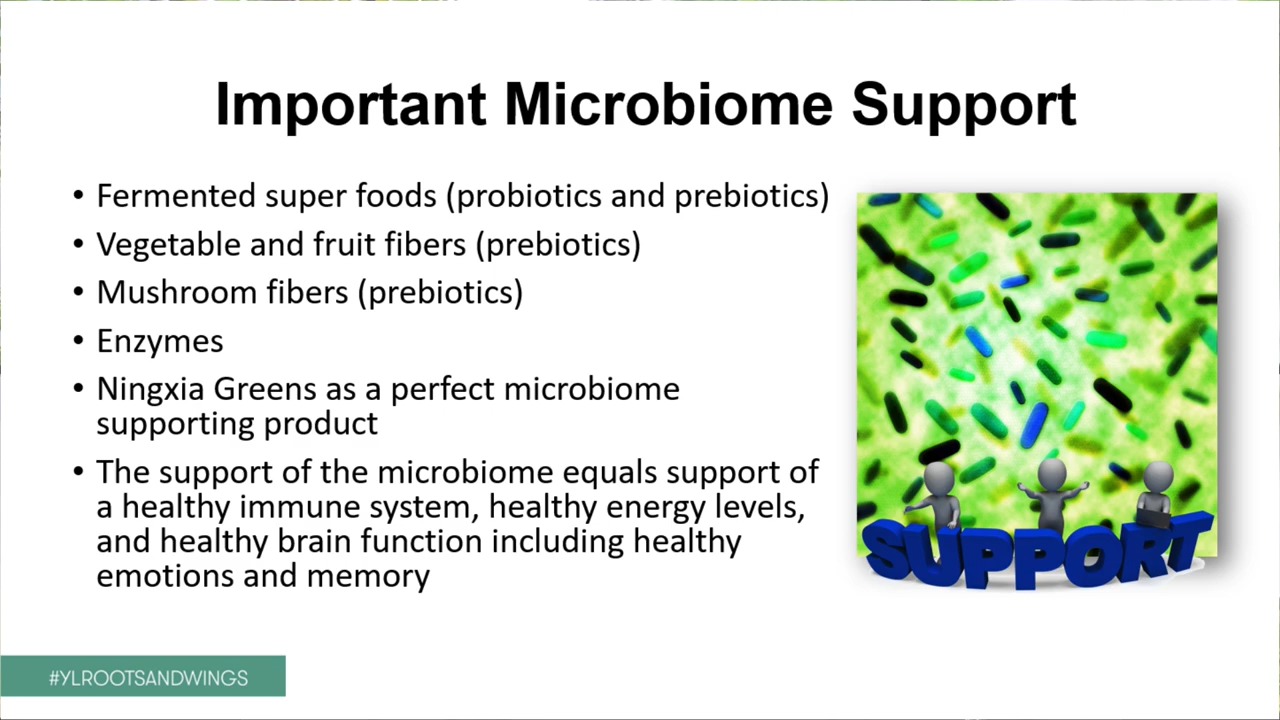 Important Microbiome Support
• Fermented super foods (probiotics and prebiotics)
• Vegetable and fruit fibers (prebiotics)
• Mushroom fibers (prebiotics)
• Enzymes
• Ningxia Greens as a perfect microbiome
supporting product
• The support of the microbiome equals support of
a healthy immune system, healthy energy levels,
and healthy brain function including healthy
emotions and memory
SUPPORT
#YLROOTSANDWINGS